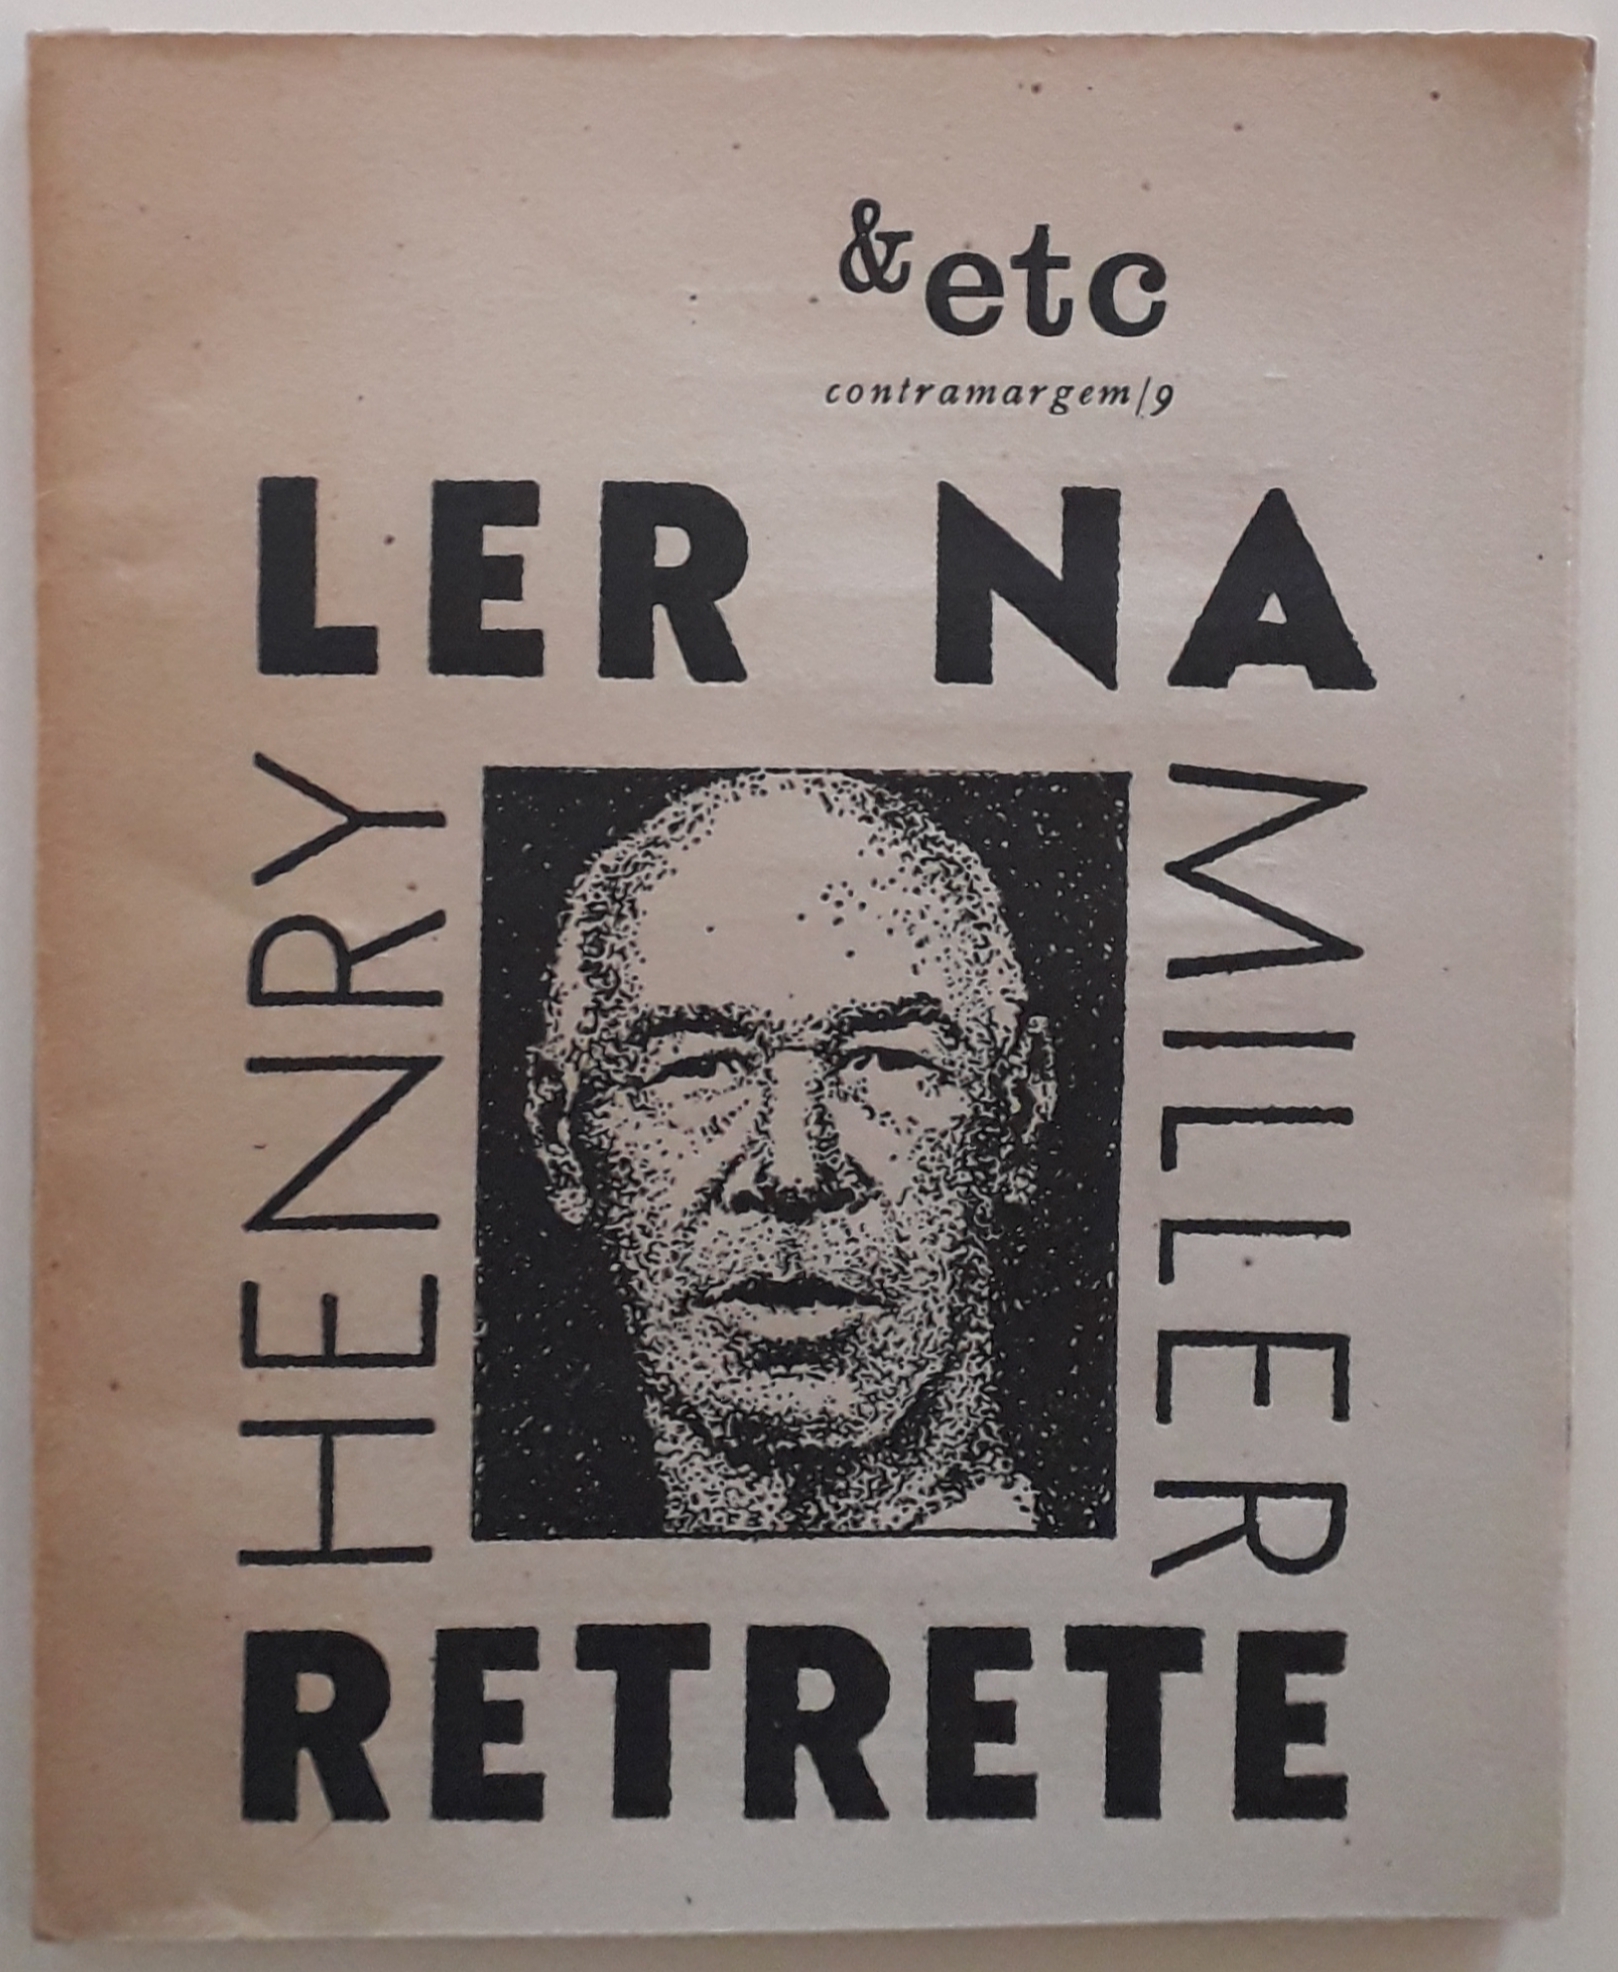 & etc
contramargem/9
LER NA
HENRY
MILLER
RETRETE